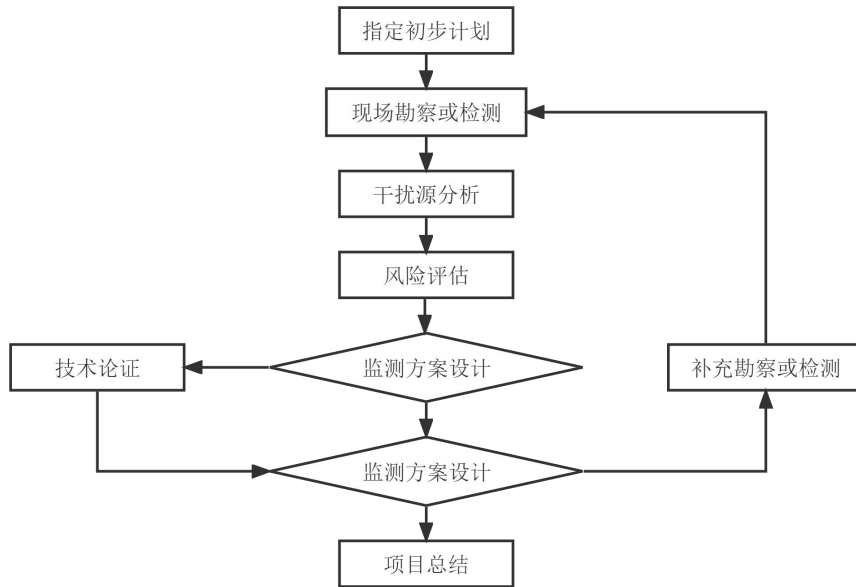 指定初步计划
现场勘察或检测
干扰源分析
风险评估
技术论证
监测方案设计
补充勘察或检测
监测方案设计
项目总结